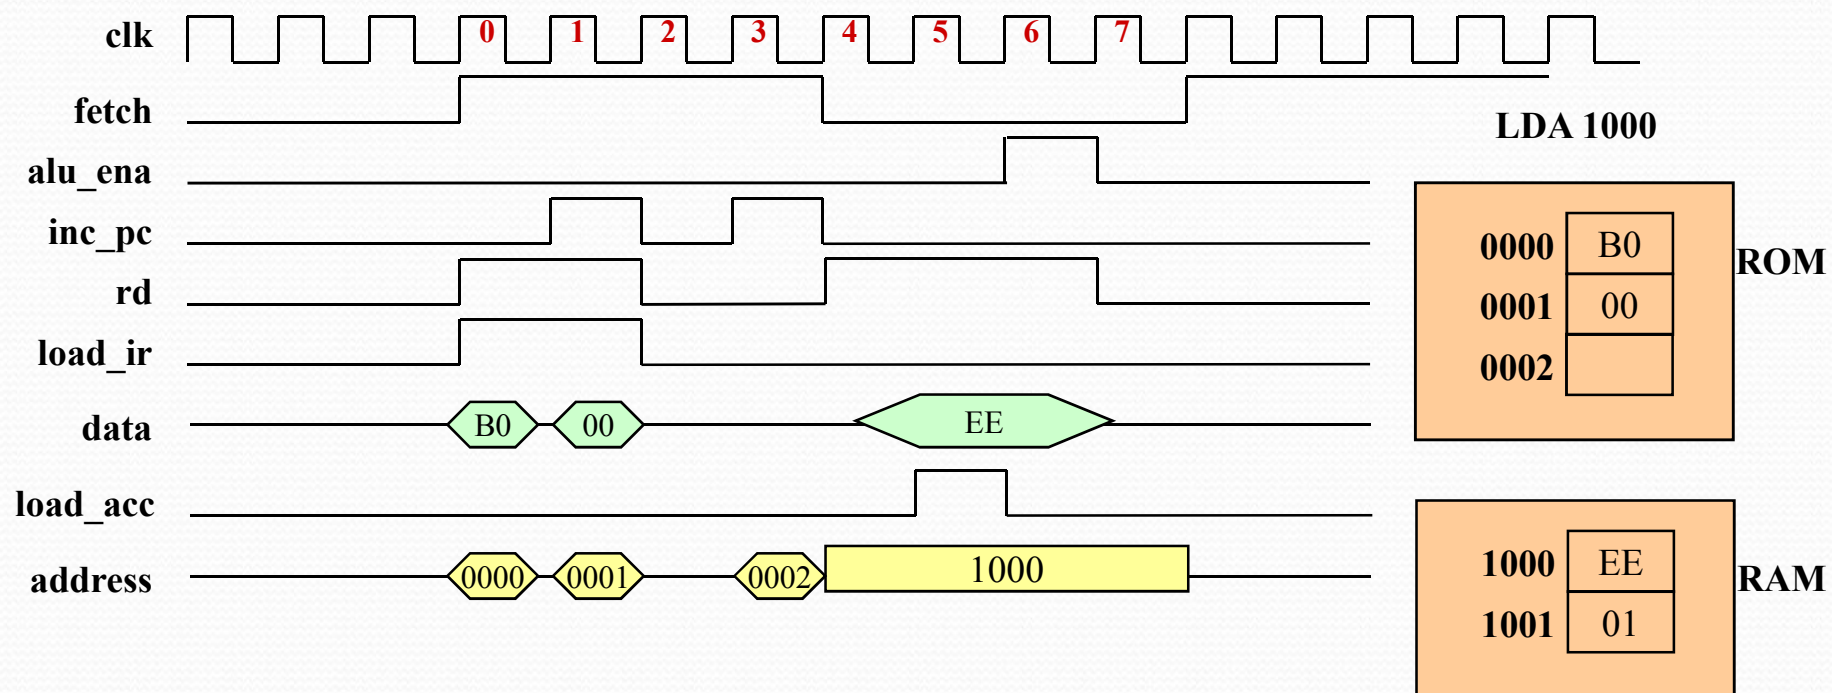 clk 0 1 2 3 4 5 6 7
fetch
LDA 1000
alu_ena
inc_pc
rd
load_ir
data B0 00 EE
load_acc
address 0000 0001 0002 1000
0000 B0 ROM
0001 00
0002
1000 EE RAM
1001 01